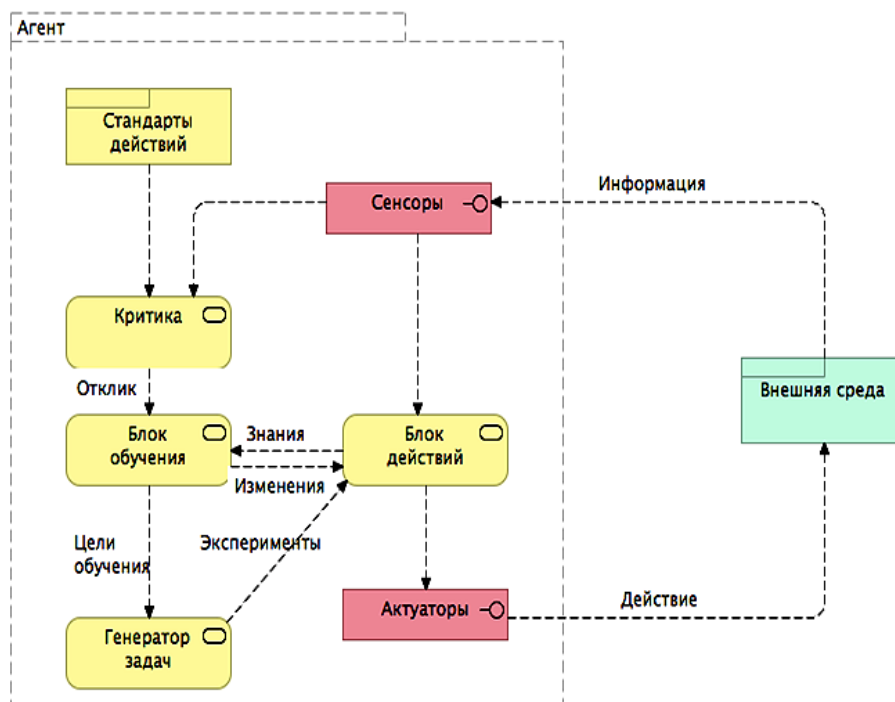 Агент
Стандарты
действий
Сенсоры
Информация
Критика
Отклик
Внешняя среда
Блок
обучения
Знания
Изменения
Блок
действий
Цели
обучения
Эксперименты
Генератор
задач
Актуаторы
Действие